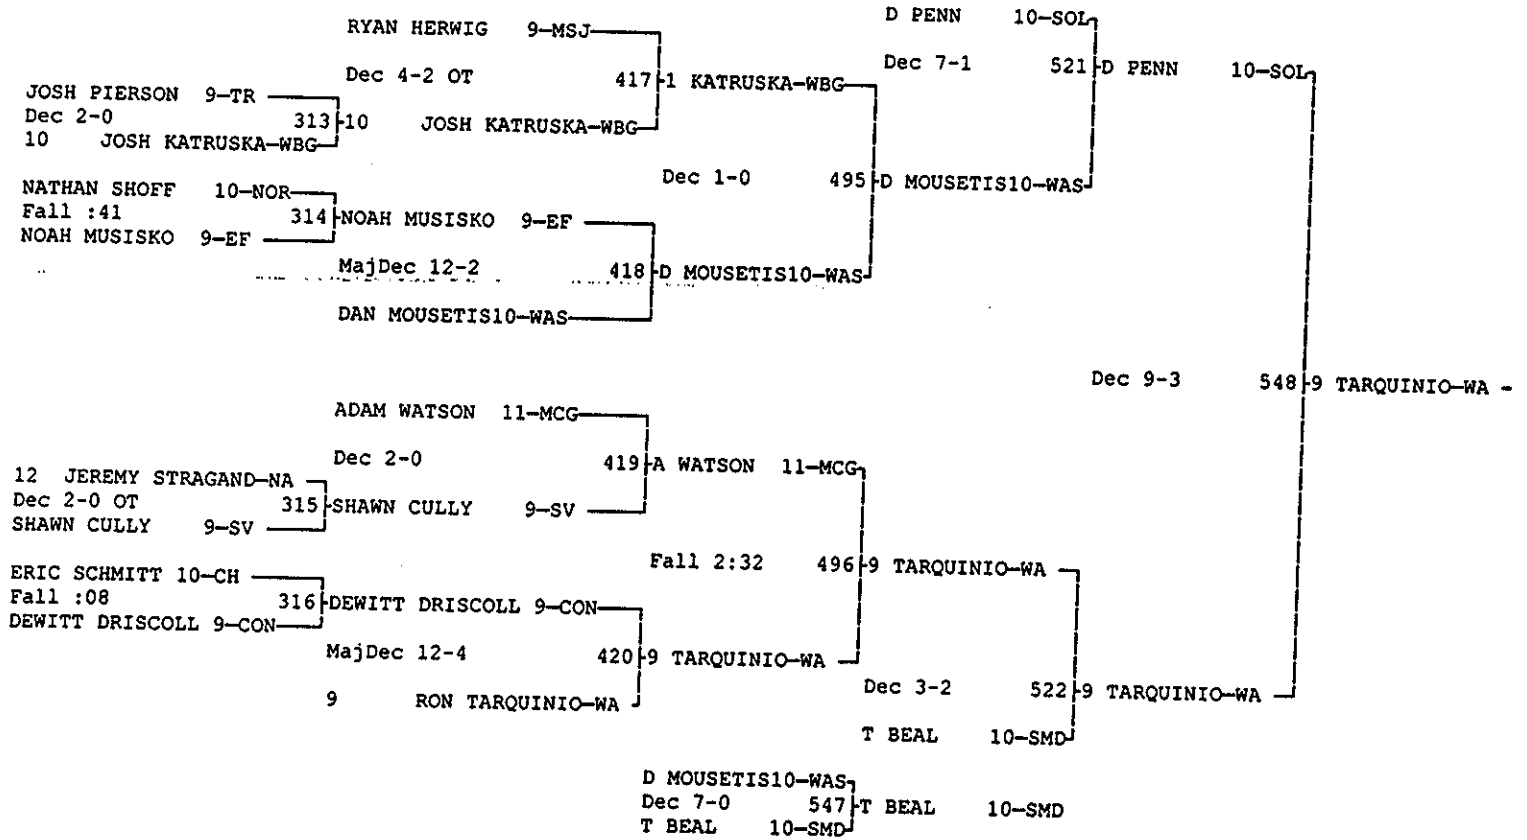 D PENN 10-SOL
RYAN HERWIG 9-MSJ
Dec 7-1 521 D PENN 10-SOL
Dec 4-2 OT 417 1 KATRUSKA-WBG
JOSH PIERSON 9-TR
Dec 2-0 313 10 JOSH KATRUSKA-WBG
10 JOSH KATRUSKA-WBG
Dec 1-0 495 D MOUSETIS10-WAS
NATHAN SHOFF 10-NOR
Fall :41 314 NOAH MUSISKO 9-EF
NOAH MUSISKO 9-EF
MajDec 12-2 418 D MOUSETIS10-WAS
DAN MOUSETIS10-WAS
Dec 9-3 548 9 TARQUINIO-WA -
ADAM WATSON 11-MCG
Dec 2-0 419 A WATSON 11-MCG
12 JEREMY STRAGAND-NA
Dec 2-0 OT 315 SHAWN CULLY 9-SV
SHAWN CULLY 9-SV
Fall 2:32 496 9 TARQUINIO-WA
ERIC SCHMITT 10-CH
Fall :08 316 DEWITT DRISCOLL 9-CON
DEWITT DRISCOLL 9-CON
MajDec 12-4 420 9 TARQUINIO-WA
Dec 3-2 522 9 TARQUINIO-WA
9 RON TARQUINIO-WA
T BEAL 10-SMD
D MOUSETIS10-WAS
Dec 7-0 547 T BEAL 10-SMD
T BEAL 10-SMD